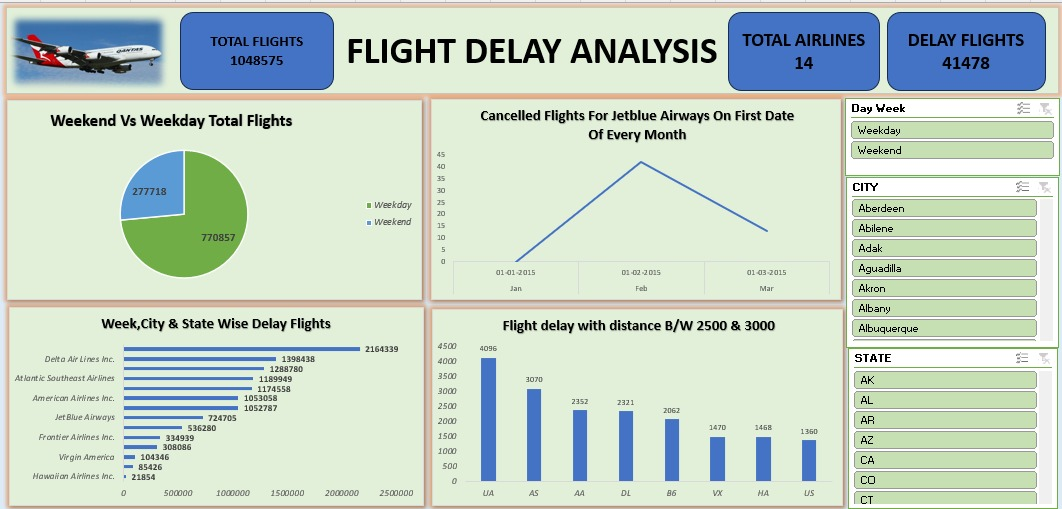 QANTAS
TOTAL FLIGHTS
1048575
FLIGHT DELAY ANALYSIS
TOTAL AIRLINES
14
DELAY FLIGHTS
41478
Weekend Vs Weekday Total Flights
277718
770857
Weekday
Weekend
Cancelled Flights For Jetblue Airways On First Date
Of Every Month
45
40
35
30
25
20
15
10
5
0
01-01-2015
01-02-2015
01-03-2015
Jan
Feb
Mar
Day Week
Weekday
Weekend
CITY
Aberdeen
Abilene
Adak
Aguadilla
Akron
Albany
Albuquerque
Week,City & State Wise Delay Flights
2164339
Delta Air Lines Inc.
1398438
1288780
Atlantic Southeast Airlines
1189949
1174558
American Airlines Inc.
1053058
1052787
JetBlue Airways
724705
536280
Frontier Airlines Inc.
334939
308086
Virgin America
104346
85426
Hawaiian Airlines Inc.
21854
0
500000
1000000
1500000
2000000
2500000
Flight delay with distance B/W 2500 & 3000
4500
4000
3500
3000
2500
2000
1500
1000
500
0
4096
3070
2352
2321
2062
1470
1468
1360
UA
AS
AA
DL
B6
VX
HA
US
STATE
AK
AL
AR
AZ
CA
CO
CT